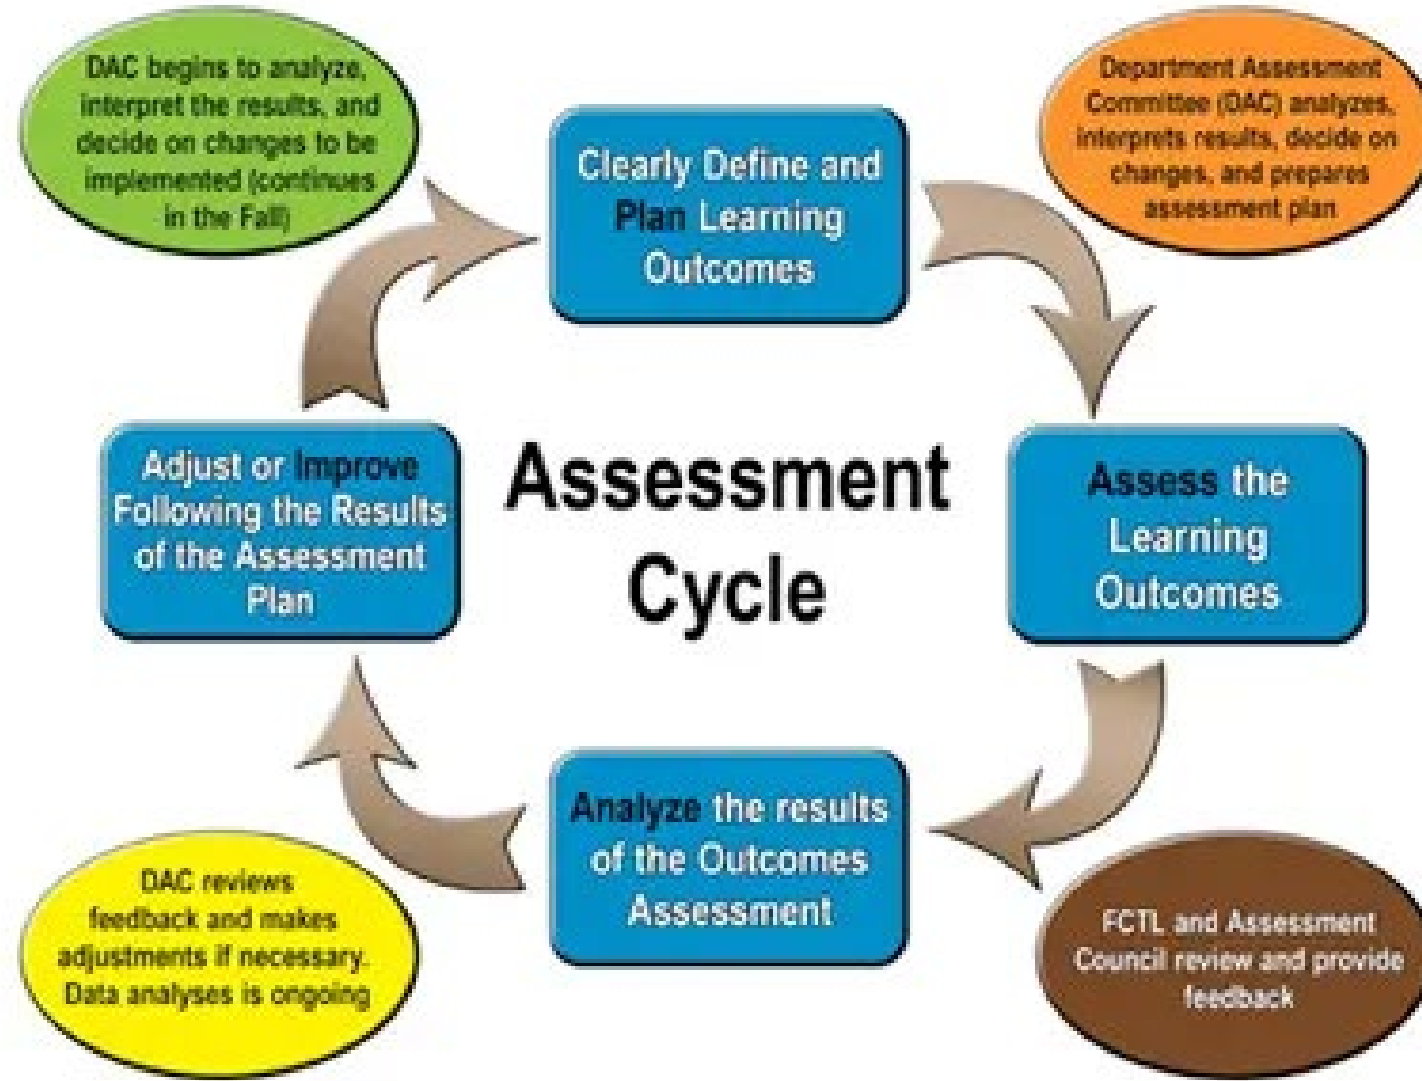 DAC begins to analyze,
interpret the results, and
decide on changes to be
implemented (continues
in the Fall)
Clearly Define and
Plan Learning
Outcomes
Department Assessment
Committee (DAC) analyzes,
interprets results, decide on
changes, and prepares
assessment plan
Adjust or Improve
Following the Results
of the Assessment
Plan
Assessment
Cycle
Assess the
Learning
Outcomes
DAC reviews
feedback and makes
adjustments if necessary.
Data analyses is ongoing
Analyze the results
of the Outcomes
Assessment
FCTL and Assessment
Council review and provide
feedback